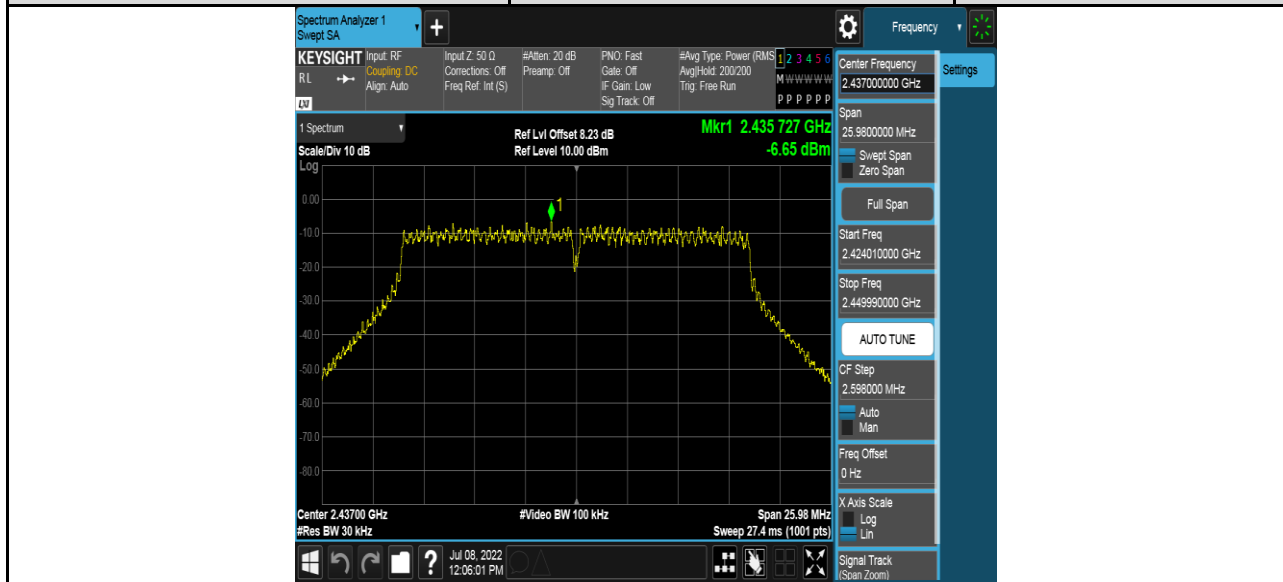 Spectrum Analyzer 1
Swept SA
+
Frequency
KEYSIGHT
RL
LXI
Input: RF
Coupling: DC
Align: Auto
Input Z: 50 Ω
Corrections: Off
Freq Ref: Int (S)
#Atten: 20 dB
Preamp: Off
PNO: Fast
Gate: Off
IF Gain: Low
Sig Track: Off
#Avg Type: Power (RMS
Avg|Hold: 200/200
Trig: Free Run
1 2 3 4 5 6
M W W W W W
P P P P P P
1 Spectrum
Scale/Div 10 dB
Log
Ref Lvl Offset 8.23 dB
Ref Level 10.00 dBm
Mkr1 2.435 727 GHz
-6.65 dBm
1
0.00
-10.0
-20.0
-30.0
-40.0
-50.0
-60.0
-70.0
-80.0
Center 2.43700 GHz
#Res BW 30 kHz
#Video BW 100 kHz
Span 25.98 MHz
Sweep 27.4 ms (1001 pts)
?
Jul 08, 2022
12:06:01 PM
Center Frequency
2.437000000 GHz
Settings
Span
25.9800000 MHz
Swept Span
Zero Span
Full Span
Start Freq
2.424010000 GHz
Stop Freq
2.449990000 GHz
AUTO TUNE
CF Step
2.598000 MHz
Auto
Man
Freq Offset
0 Hz
X Axis Scale
Log
Lin
Signal Track
(Span Zoom)